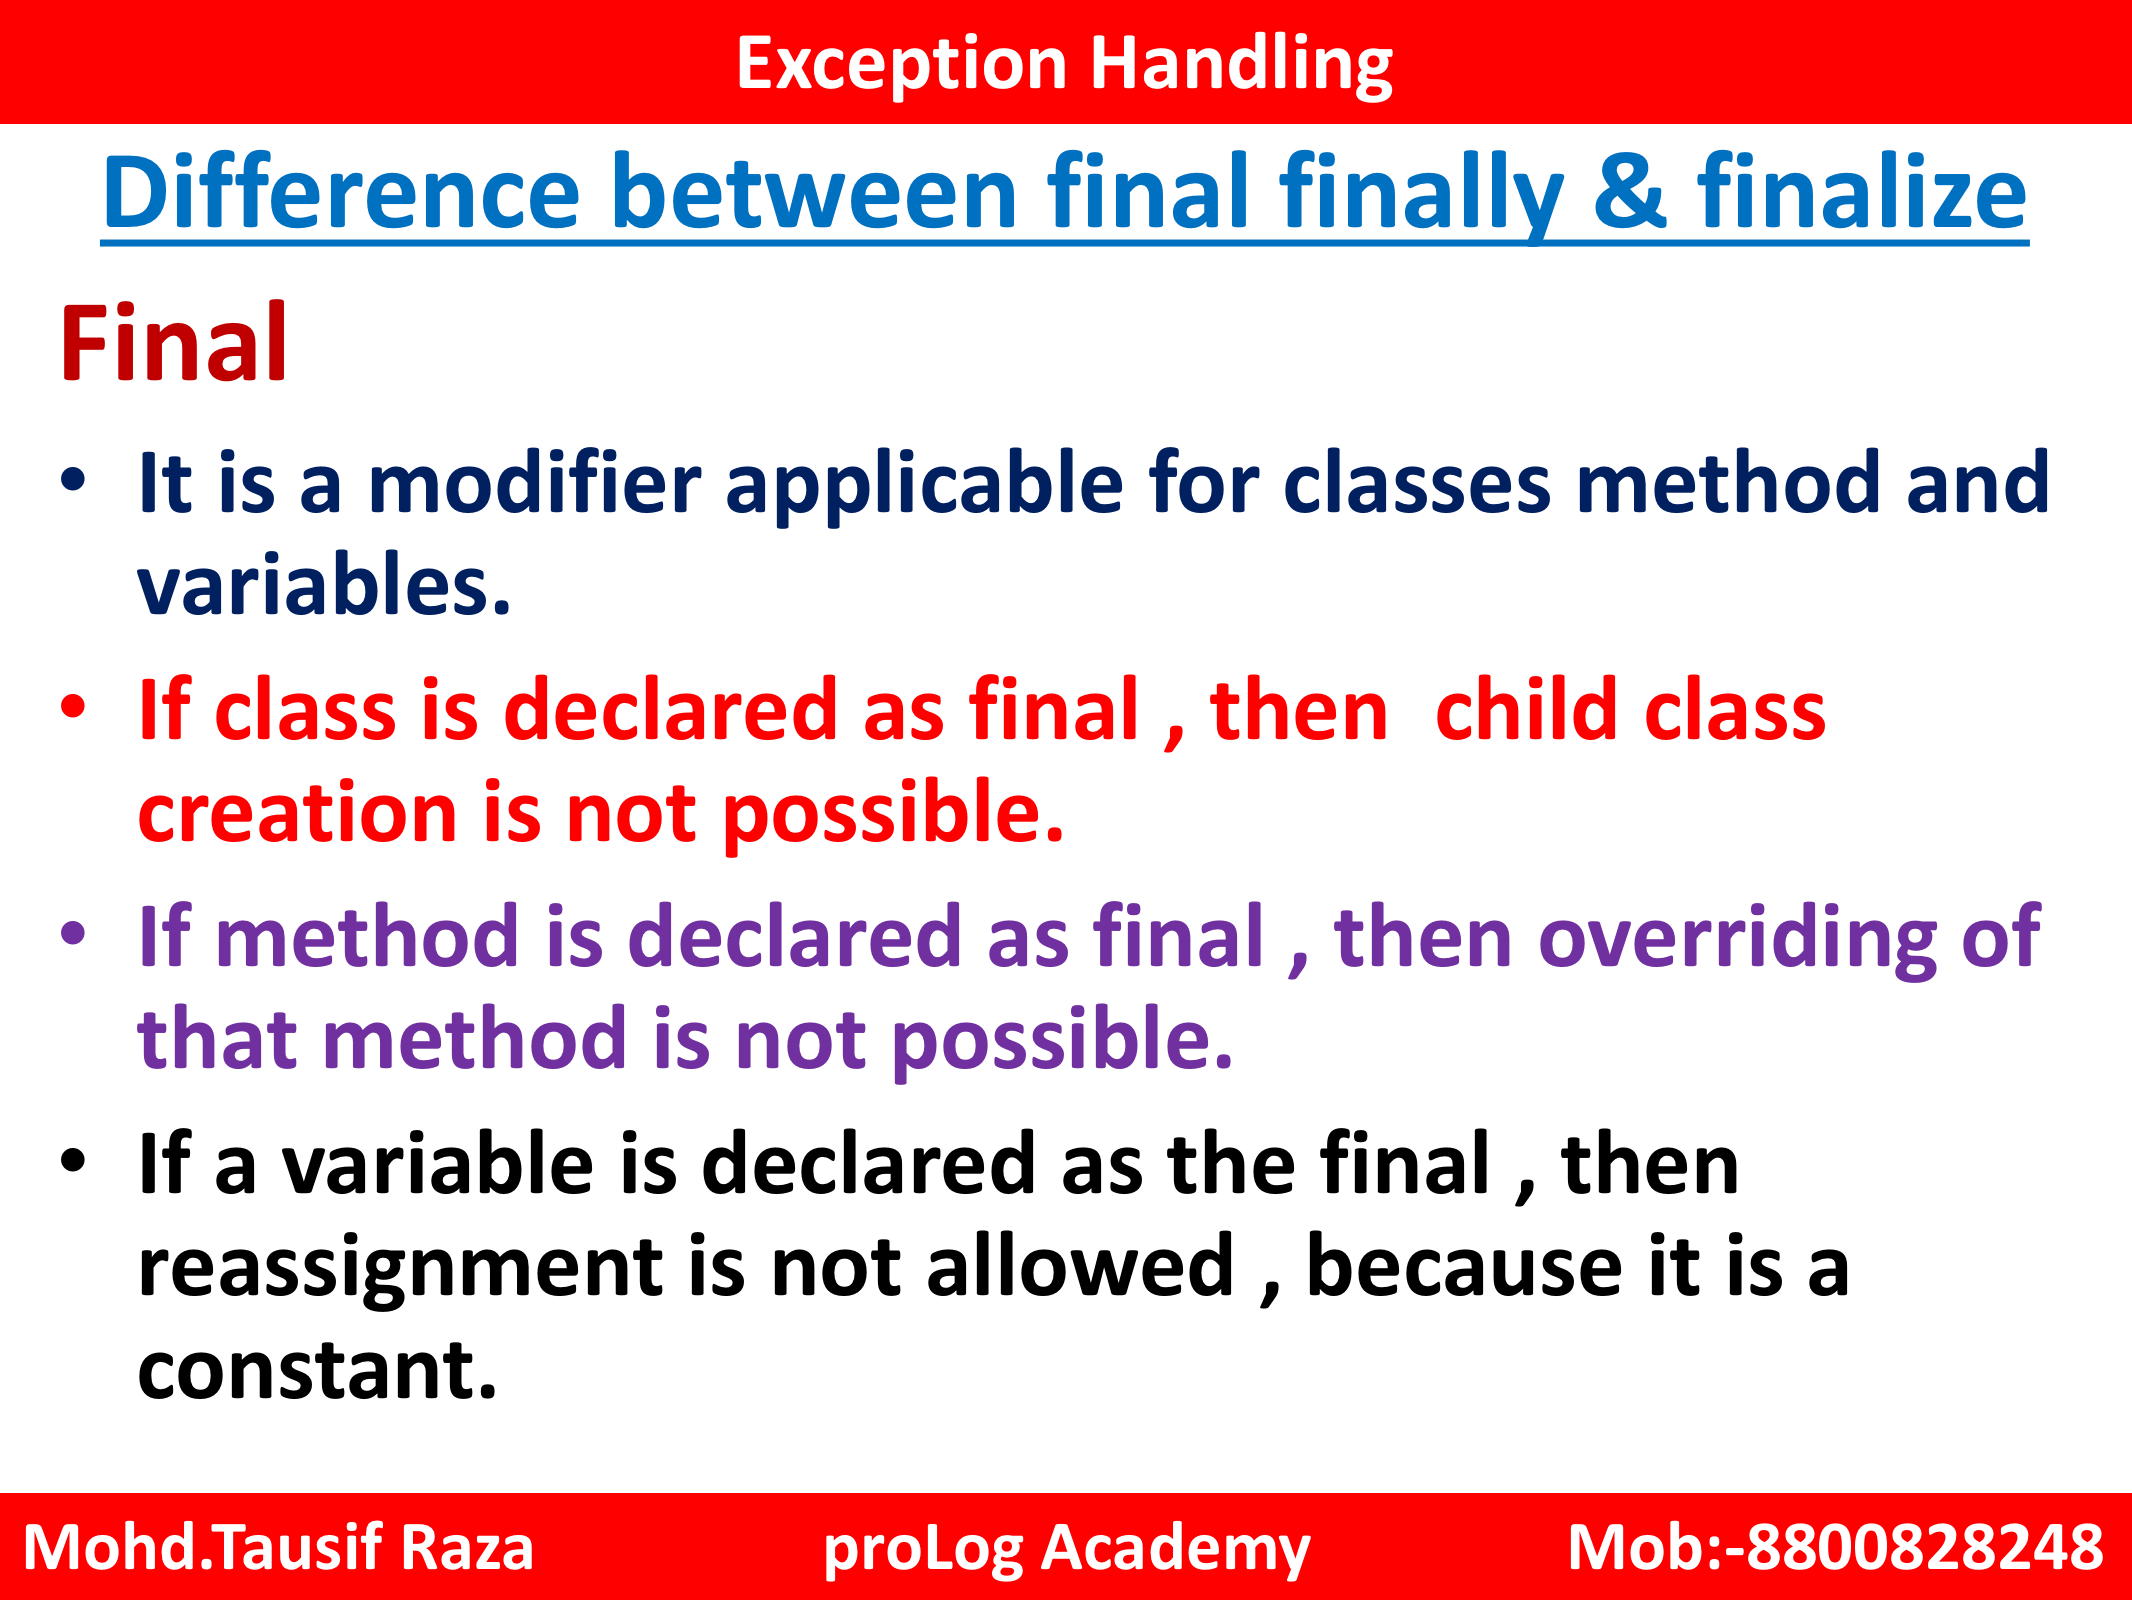 Exception Handling
Difference between final finally & finalize
Final
• It is a modifier applicable for classes method and
variables.
• If class is declared as final , then  child class
creation is not possible.
• If method is declared as final , then overriding of
that method is not possible.
• If a variable is declared as the final , then
reassignment is not allowed , because it is a
constant.
Mohd.Tausif Raza proLog Academy Mob:-8800828248